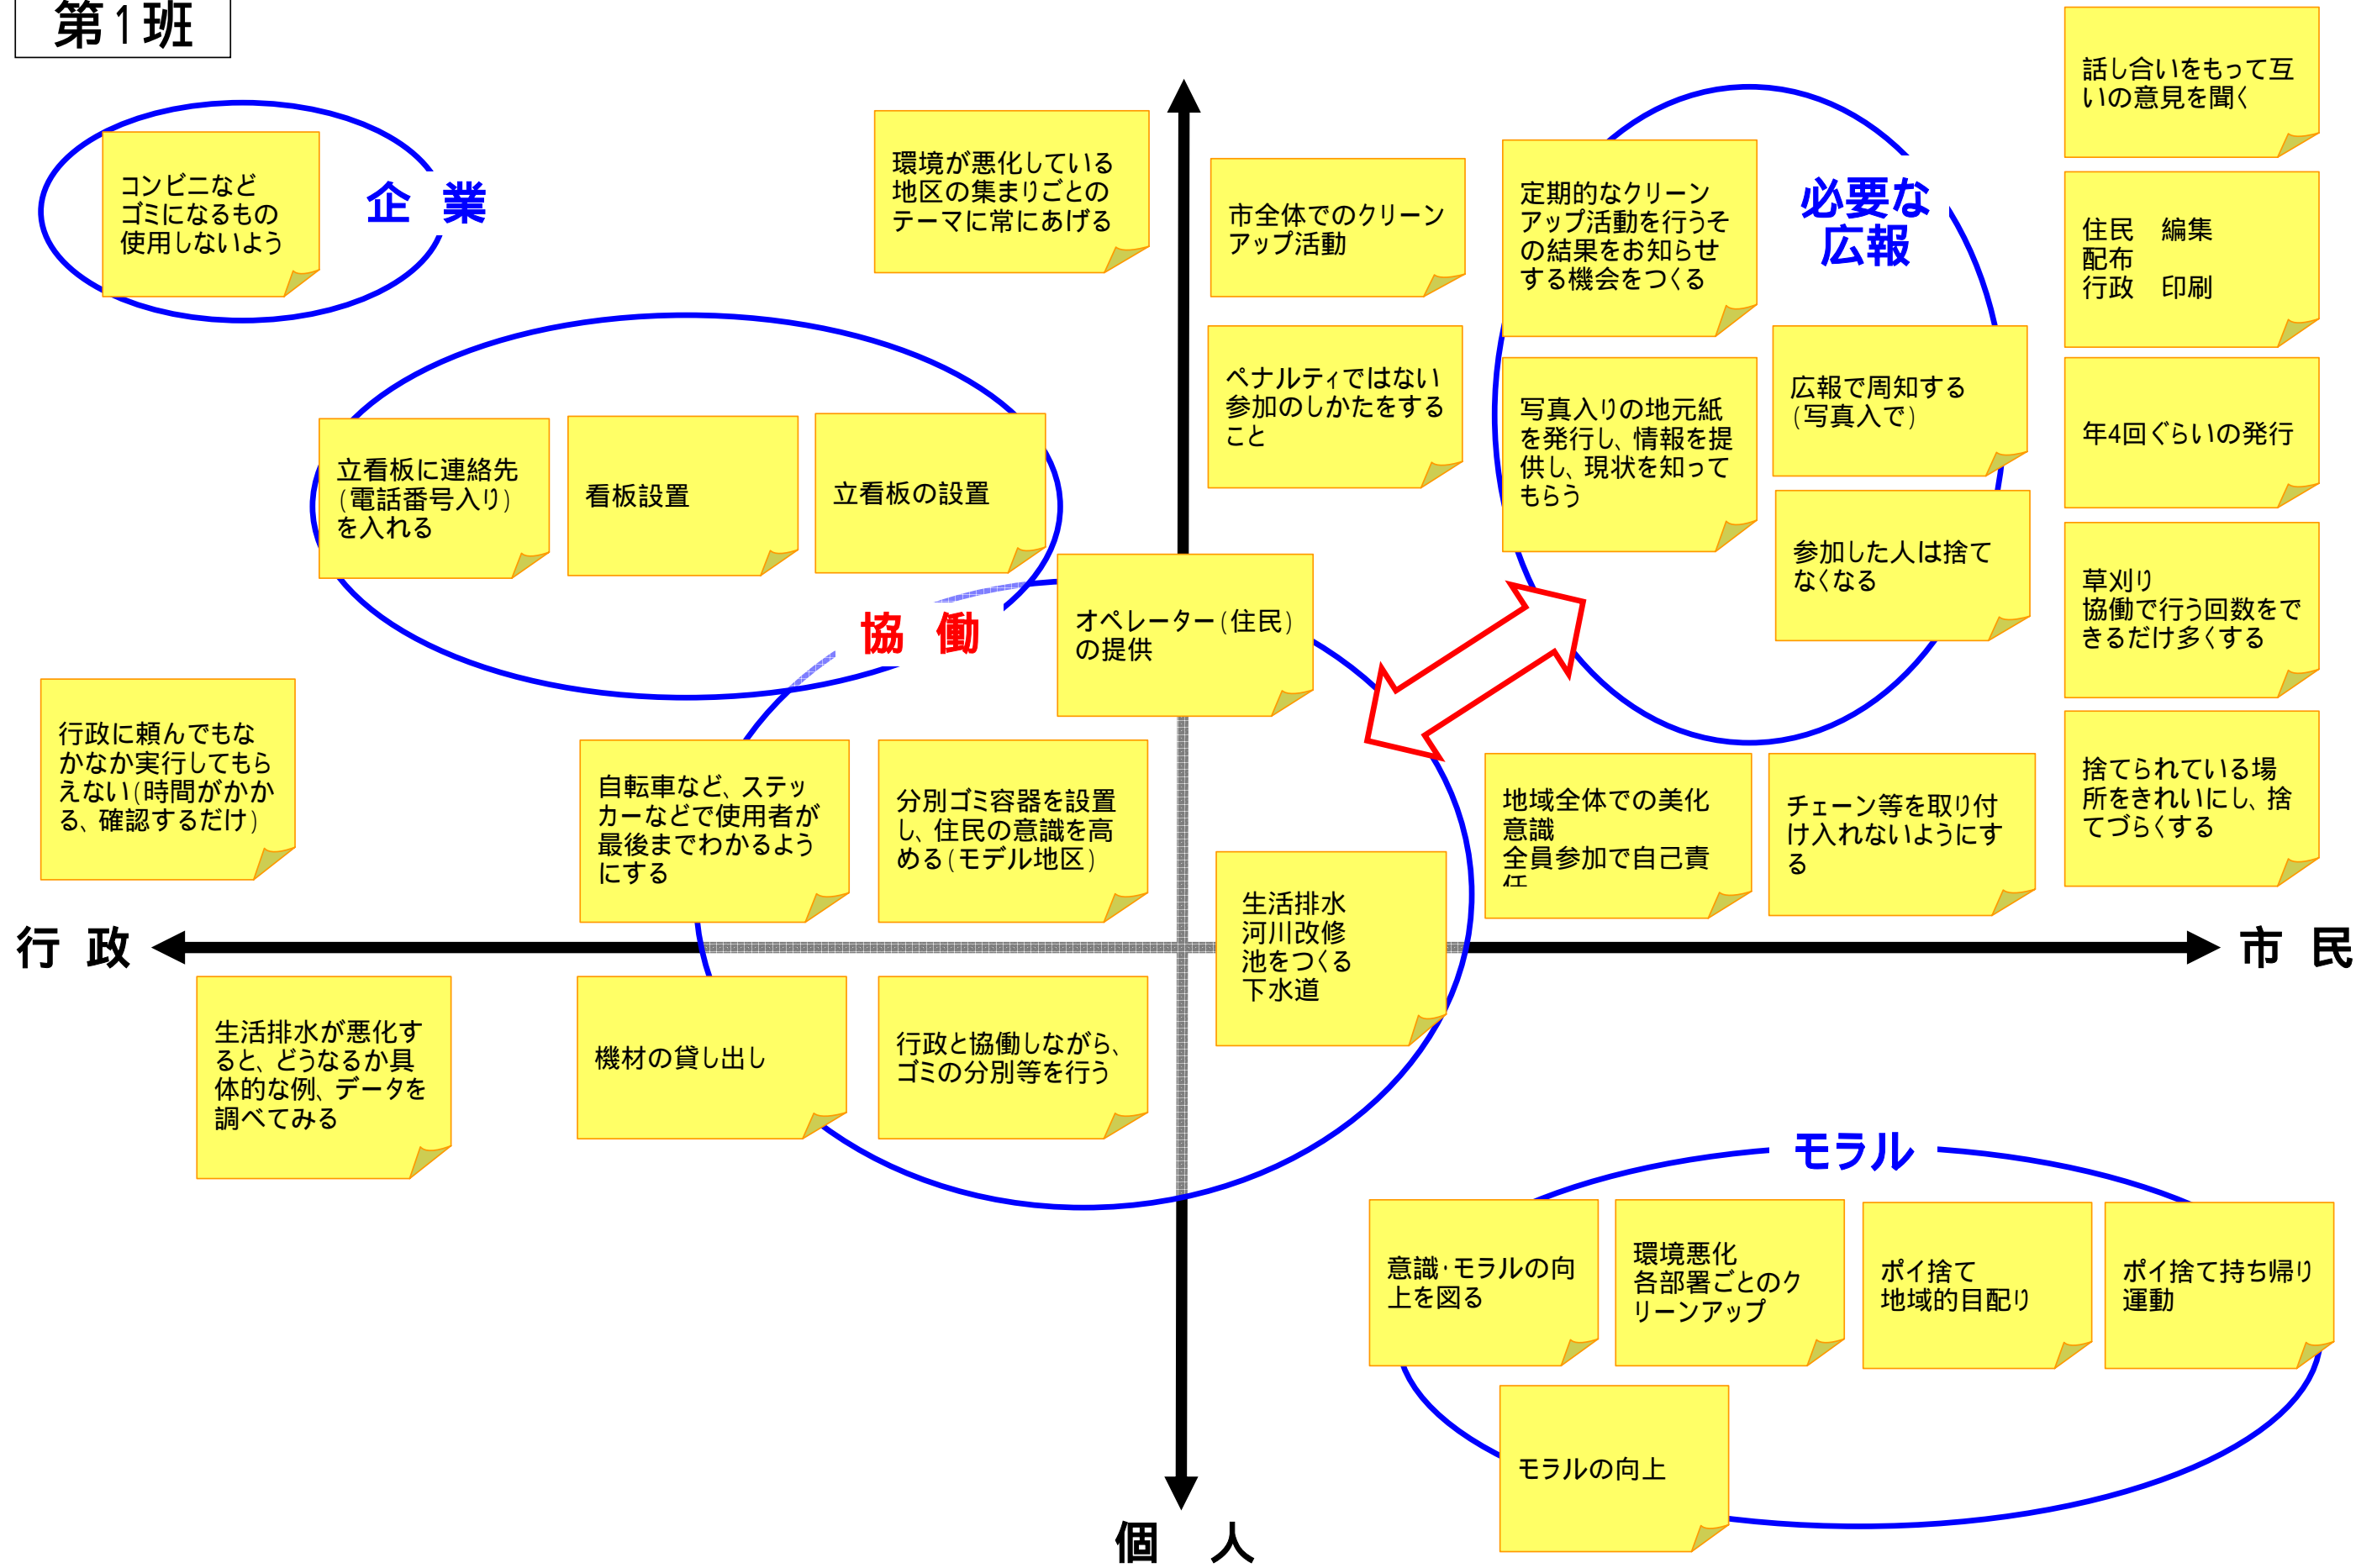 第1班
コンビニなど
ゴミになるもの
使用しないよう
企 業
環境が悪化している
地区の集まりごとの
テーマに常にあげる
市全体でのクリーン
アップ活動
定期的なクリーン
アップ活動を行うそ
の結果をお知らせ
する機会をつくる
必要な
広報
話し合いをもって互
いの意見を聞く
住民 編集
配布
行政 印刷
ペナルティではない
参加のしかたをする
こと
写真入りの地元紙
を発行し、情報を提
供し、現状を知って
もらう
広報で周知する
(写真入で)
年4回ぐらいの発行
立看板に連絡先
(電話番号入り)
を入れる
看板設置
立看板の設置
参加した人は捨て
なくなる
草刈り
協働で行う回数をで
きるだけ多くする
協 働
オペレーター(住民)
の提供
行政に頼んでもな
かなか実行してもら
えない(時間がかか
る、確認するだけ)
自転車など、ステッ
カーなどで使用者が
最後までわかるよう
にする
分別ゴミ容器を設置
し、住民の意識を高
める(モデル地区)
地域全体での美化
意識
全員参加で自己責
チェーン等を取り付
け入れないようにす
る
捨てられている場
所をきれいにし、捨
てづらくする
生活排水
河川改修
池をつくる
下水道
行 政
市 民
生活排水が悪化す
ると、どうなるか具
体的な例、データを
調べてみる
機材の貸し出し
行政と協働しながら、
ゴミの分別等を行う
モラル
意識・モラルの向
上を図る
環境悪化
各部署ごとのク
リーンアップ
ポイ捨て
地域的目配り
ポイ捨て持ち帰り
運動
モラルの向上
個 人